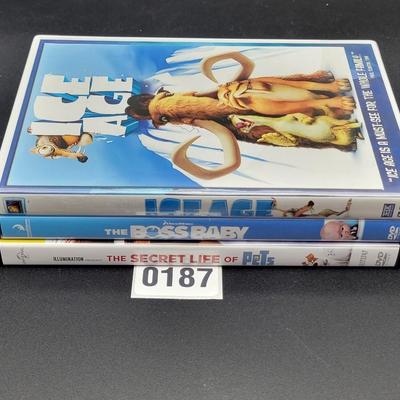 ICE
AGE
"ICE AGE IS A MUST-SEE FOR THE WHOLE FAMILY."
ICE AGE
DVD
DREAMWORKS
THE BOSS BABY
DVD
ILLUMINATION PRESENTS
THE SECRET LIFE OF PETS
DVD
0187